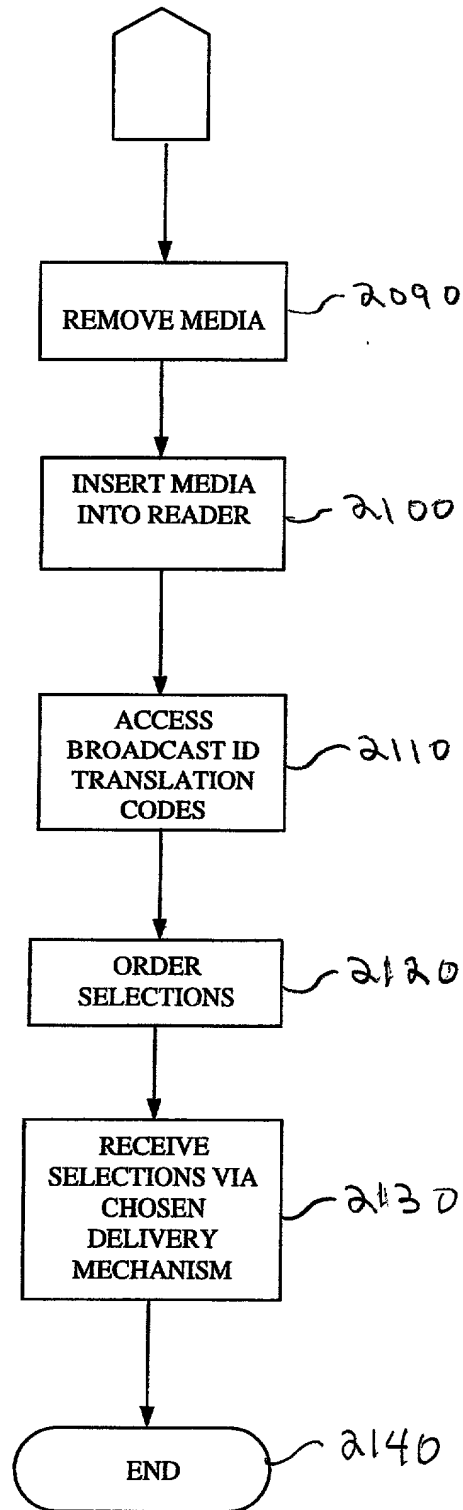 REMOVE MEDIA
2090
INSERT MEDIA
INTO READER
2100
ACCESS
BROADCAST ID
TRANSLATION
CODES
2110
ORDER
SELECTIONS
2120
RECEIVE
SELECTIONS VIA
CHOSEN
DELIVERY
MECHANISM
2130
END
2140